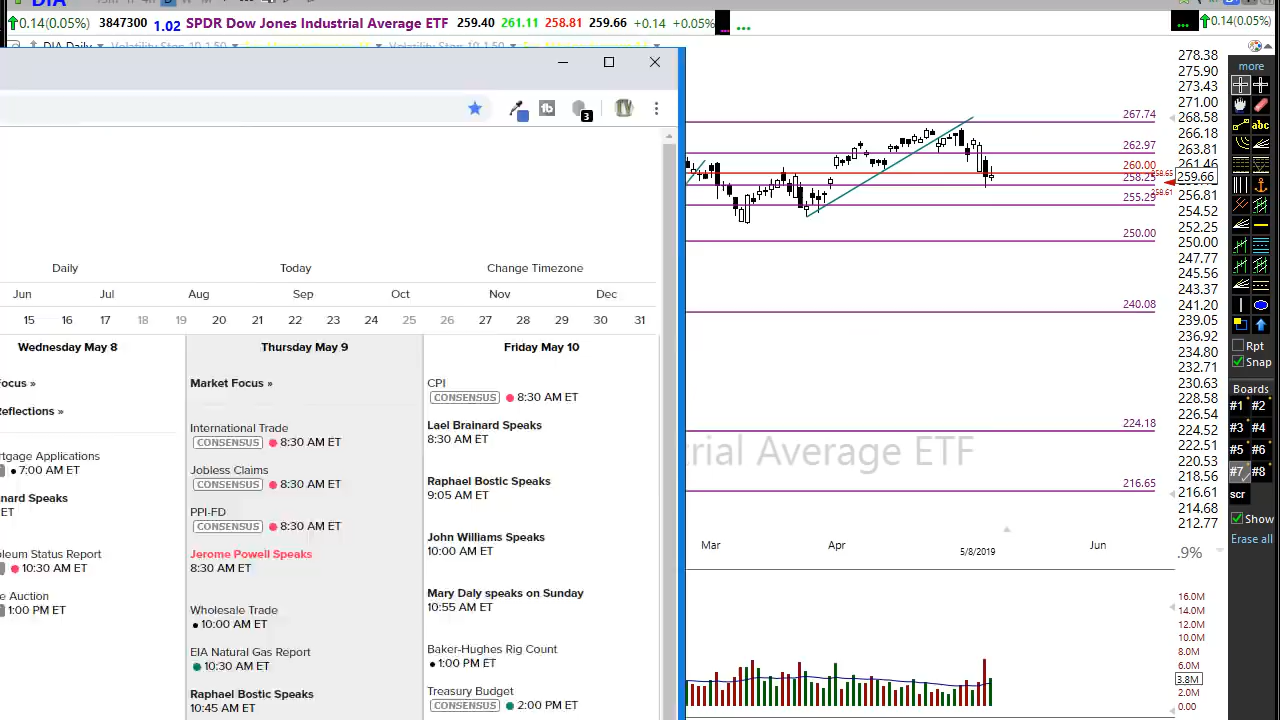 DIA
0.14(0.05%) 3847300 1.02 SPDR Dow Jones Industrial Average ETF 259.40 261.11 258.81 259.66 +0.14 +0.05% ... 0.14(0.05%)
DIA Daily
3
Daily Today Change Timezone
Jun Jul Aug Sep Oct Nov Dec
15 16 17 18 19 20 21 22 23 24 25 26 27 28 29 30 31
Wednesday May 8
ocus »
eflections »
rtgage Applications
7:00 AM ET
nard Speaks
ET
oleum Status Report
10:30 AM ET
e Auction
1:00 PM ET
Thursday May 9
Market Focus »
International Trade
CONSENSUS 8:30 AM ET
Jobless Claims
CONSENSUS 8:30 AM ET
PPI-FD
CONSENSUS 8:30 AM ET
Jerome Powell Speaks
8:30 AM ET
Wholesale Trade
10:00 AM ET
EIA Natural Gas Report
10:30 AM ET
Raphael Bostic Speaks
10:45 AM ET
Friday May 10
CPI
CONSENSUS 8:30 AM ET
Lael Brainard Speaks
8:30 AM ET
Raphael Bostic Speaks
9:05 AM ET
John Williams Speaks
10:00 AM ET
Mary Daly speaks on Sunday
10:55 AM ET
Baker-Hughes Rig Count
1:00 PM ET
Treasury Budget
CONSENSUS 2:00 PM ET
267.74
262.97
260.00
258.25
255.29
250.00
240.08
224.18
216.65
rial Average ETF
Mar Apr 5/8/2019 Jun
278.38
275.90
273.43
271.00
268.58
266.18
263.81
261.46
259.66
256.81
254.52
252.25
250.00
247.77
245.56
243.37
241.20
239.05
236.92
234.80
232.71
230.63
228.58
226.54
224.52
222.51
220.53
218.56
216.61
214.68
212.77
.9%
16.0M
14.0M
12.0M
10.0M
8.0M
6.0M
3.8M
2.0M
0.00
more
abc
Rpt
Snap
Boards
#1 #2
#3 #4
#5 #6
#7 #8
scr
Show
Erase all